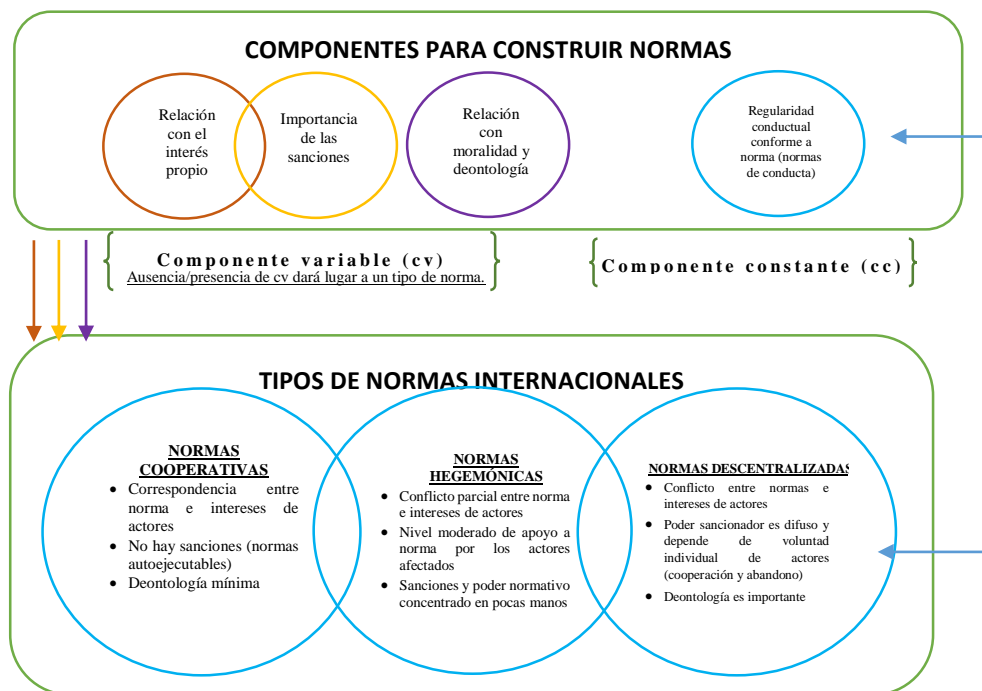 COMPONENTES PARA CONSTRUIR NORMAS
Relación
con el
interés
propio
Importancia
de las
sanciones
Relación
con
moralidad y
deontología
Regularidad
conductual
conforme a
norma (normas
de conducta)
Componente variable (cv)
Ausencia/presencia de cv dará lugar a un tipo de norma.
Componente constante (cc)
TIPOS DE NORMAS INTERNACIONALES
NORMAS
COOPERATIVAS
• Correspondencia entre
norma e intereses de
actores
• No hay sanciones (normas
autoejecutables)
• Deontología mínima
NORMAS
HEGEMÓNICAS
• Conflicto parcial entre norma
e intereses de actores
• Nivel moderado de apoyo a
norma por los actores
afectados
• Sanciones y poder normativo
concentrado en pocas manos
NORMAS DESCENTRALIZADAS
• Conflicto entre normas e
intereses de actores
• Poder sancionador es difuso y
depende de voluntad
individual de actores
(cooperación y abandono)
• Deontología es importante